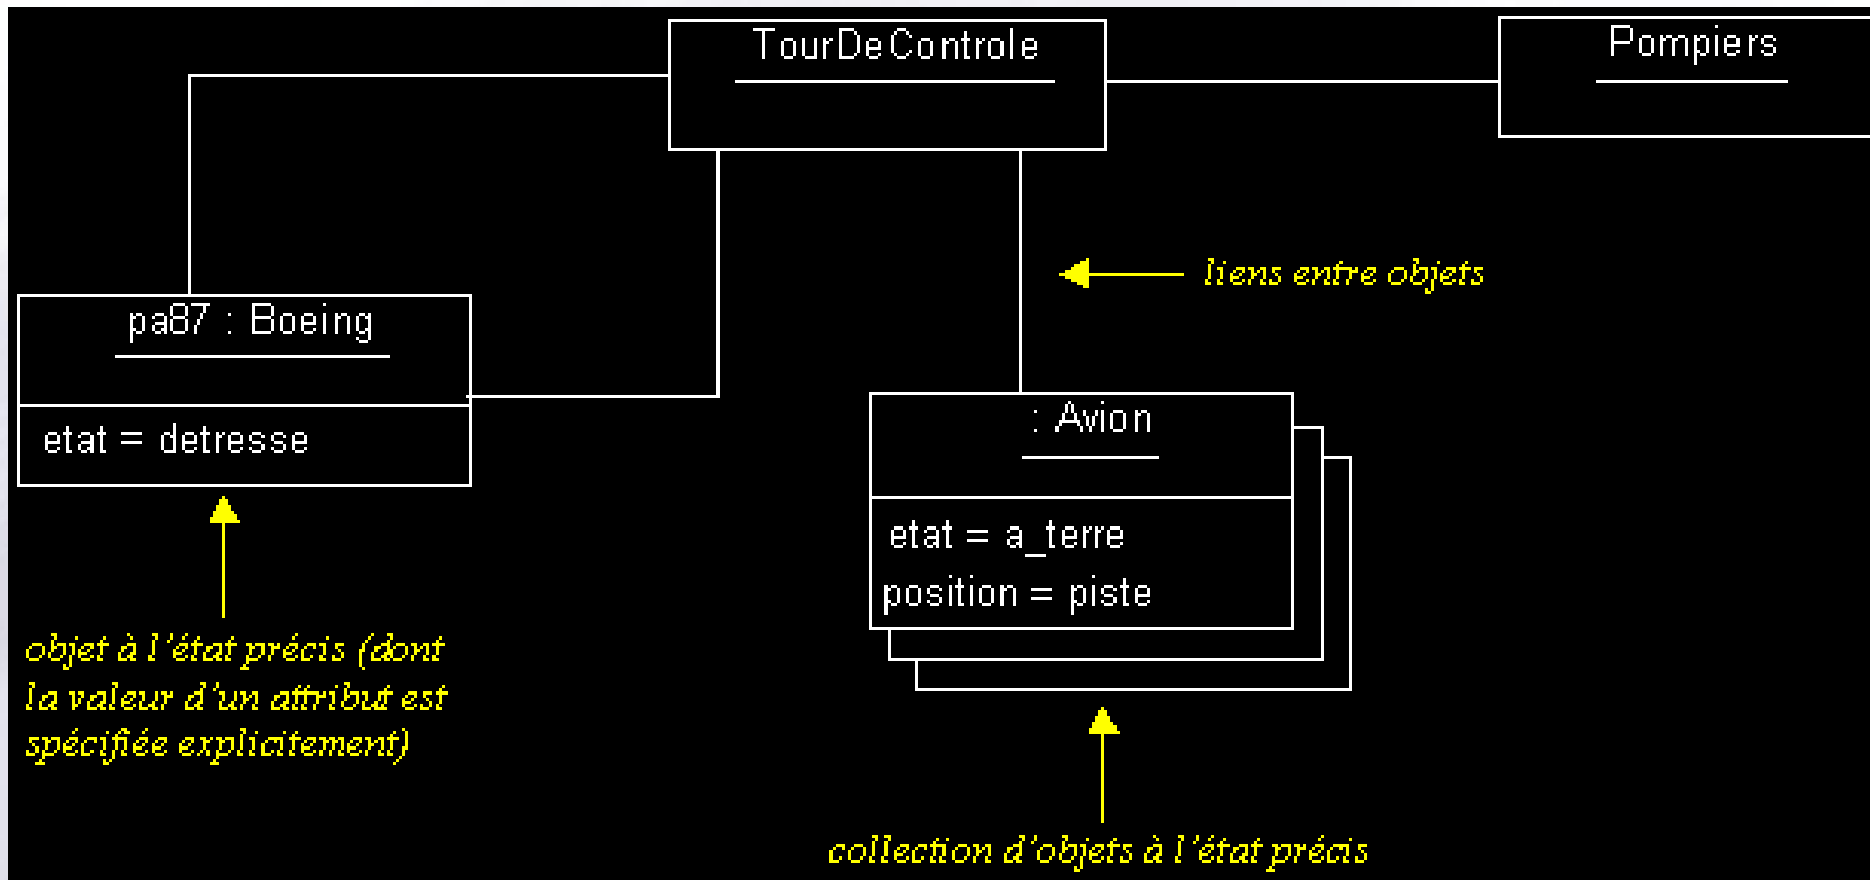 TourDeControle
Pompiers
liens entre objets
pa87 : Boeing
etat = detresse
: Avion
etat = a_terre
position = piste
objet à l'état précis (dont
la valeur d'un attribut est
spécifiée explicitement)
collection d'objets à l'état précis